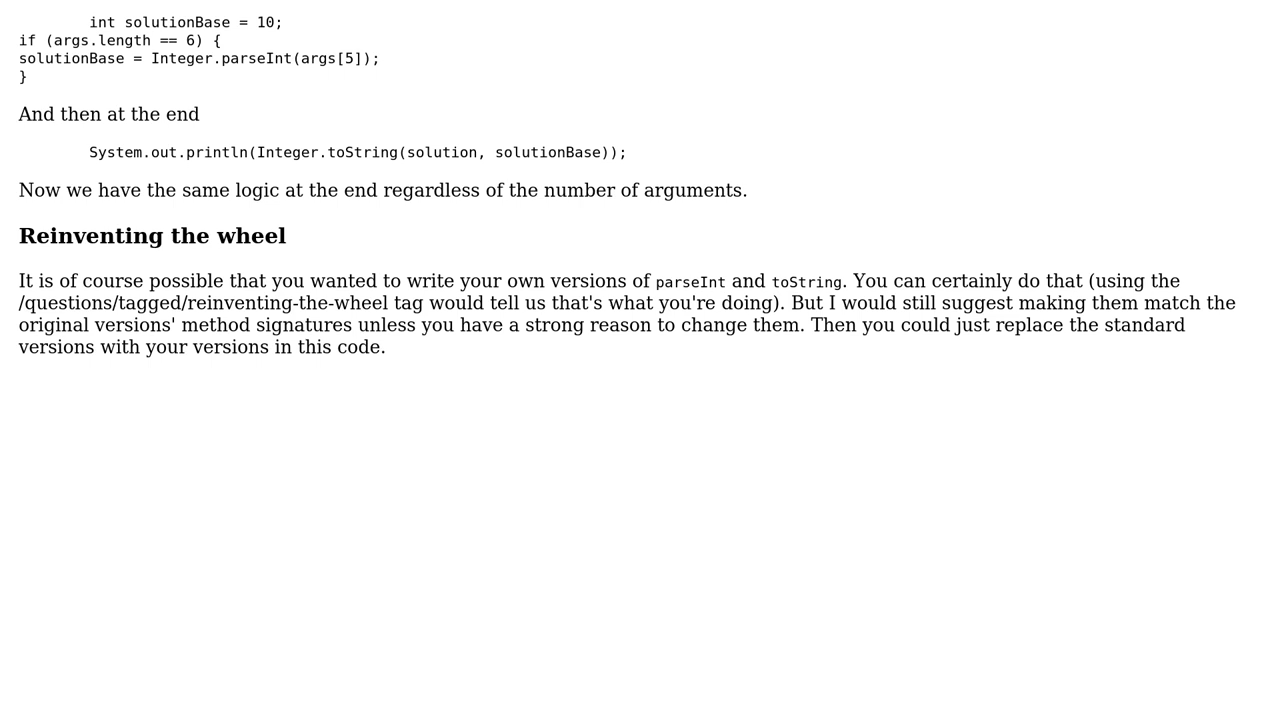 int solutionBase = 10;
if (args.length == 6) {
solutionBase = Integer.parseInt(args[5]);
}
And then at the end
        System.out.println(Integer.toString(solution, solutionBase));
Now we have the same logic at the end regardless of the number of arguments.
Reinventing the wheel
It is of course possible that you wanted to write your own versions of parseInt and toString. You can certainly do that (using the
/questions/tagged/reinventing-the-wheel tag would tell us that's what you're doing). But I would still suggest making them match the
original versions' method signatures unless you have a strong reason to change them. Then you could just replace the standard
versions with your versions in this code.